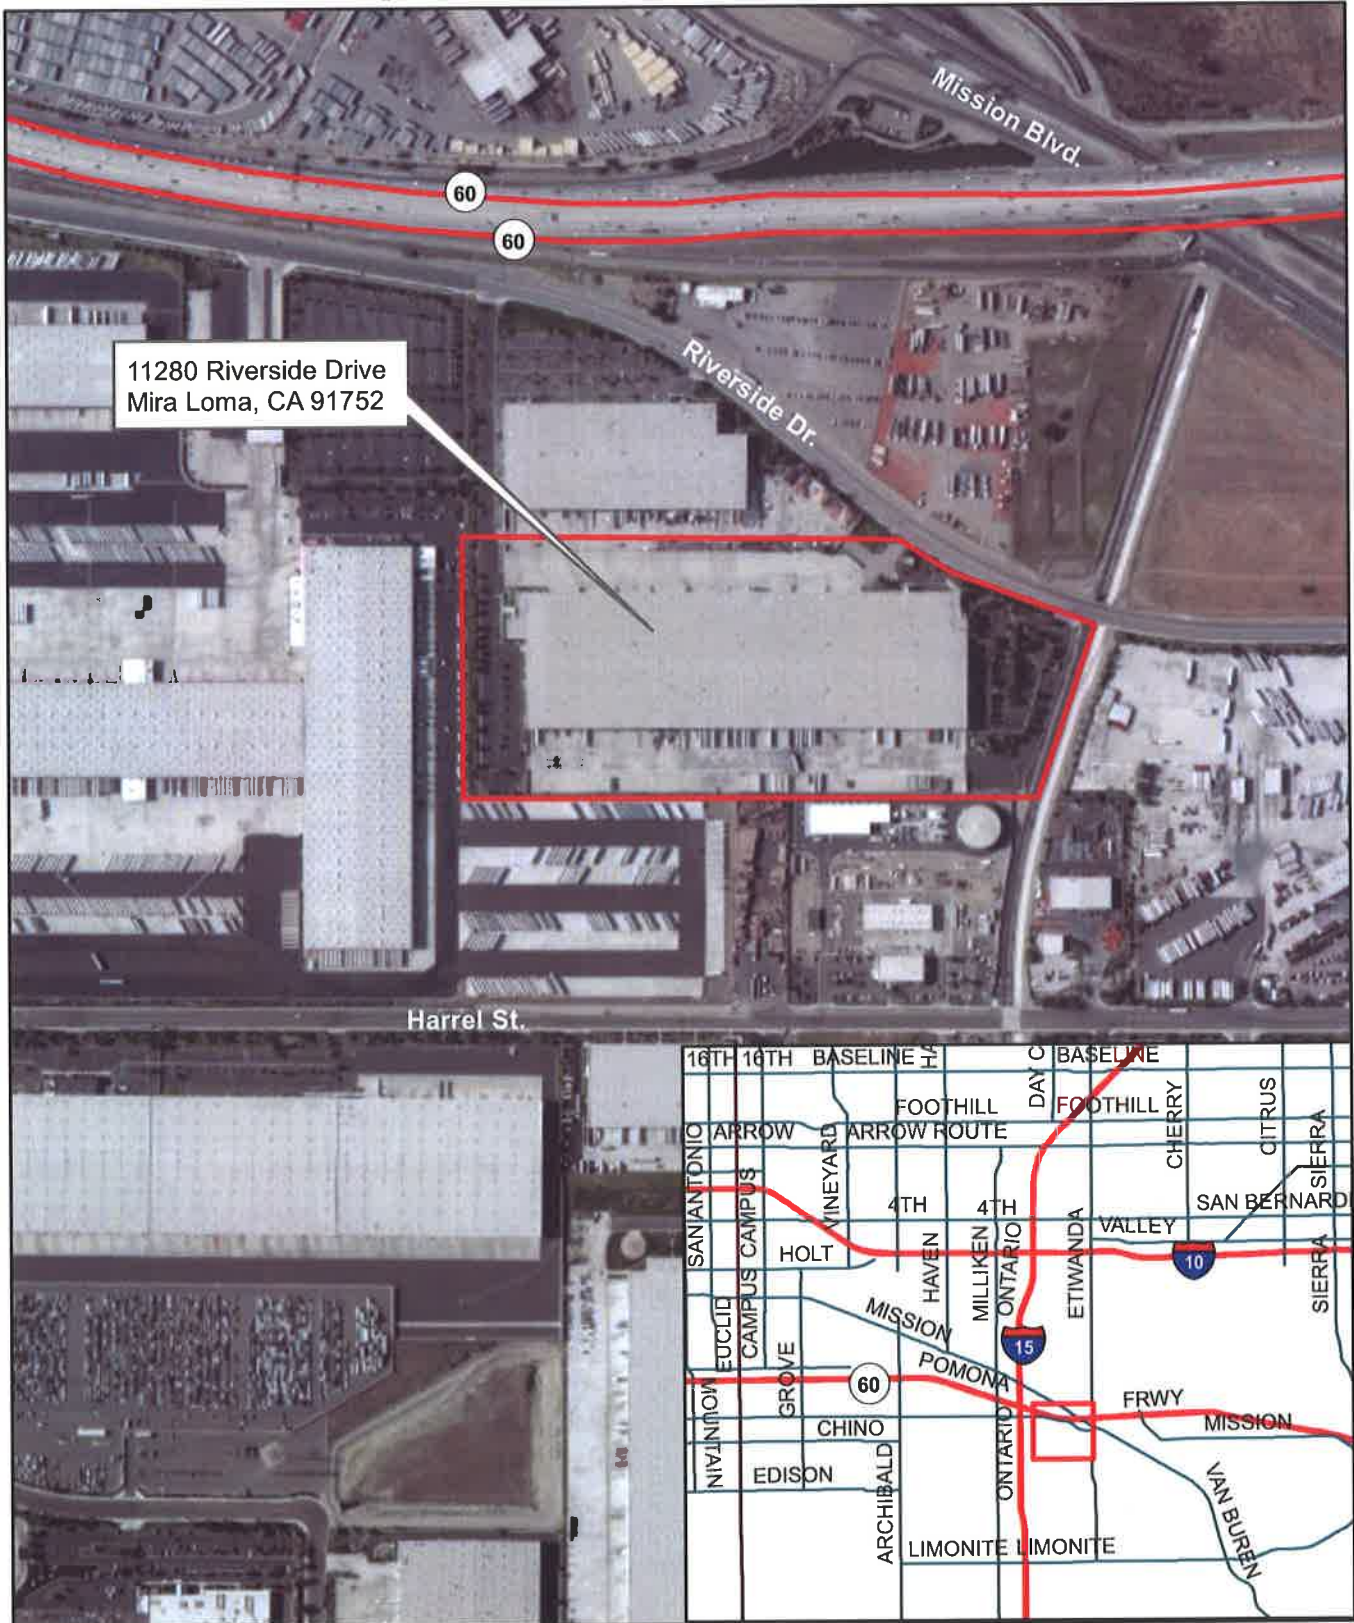 Mission Blvd.
60
60
11280 Riverside Drive
Mira Loma, CA 91752
Riverside Dr.
Harrel St.
16TH
16TH
BASELINE
HA
DAY C
BASELINE
FOOTHILL
FOOTHILL
CHERRY
CITRUS
SIERRA
SAN ANTONIO
ARROW
VINEYARD
ARROW ROUTE
CAMPUS
4TH
4TH
SAN BERNARDI
VALLEY
HOLT
HAVEN
MILLIKEN
ONTARIO
ETIWANDA
10
SIERRA
EUCLID
CAMPUS
MISSION
15
GROVE
POMONA
60
FRWY
MISSION
MOUNTAIN
CHINO
ONTARIO
EDISON
ARCHIBALD
VAN BUREN
LIMONITE
LIMONITE